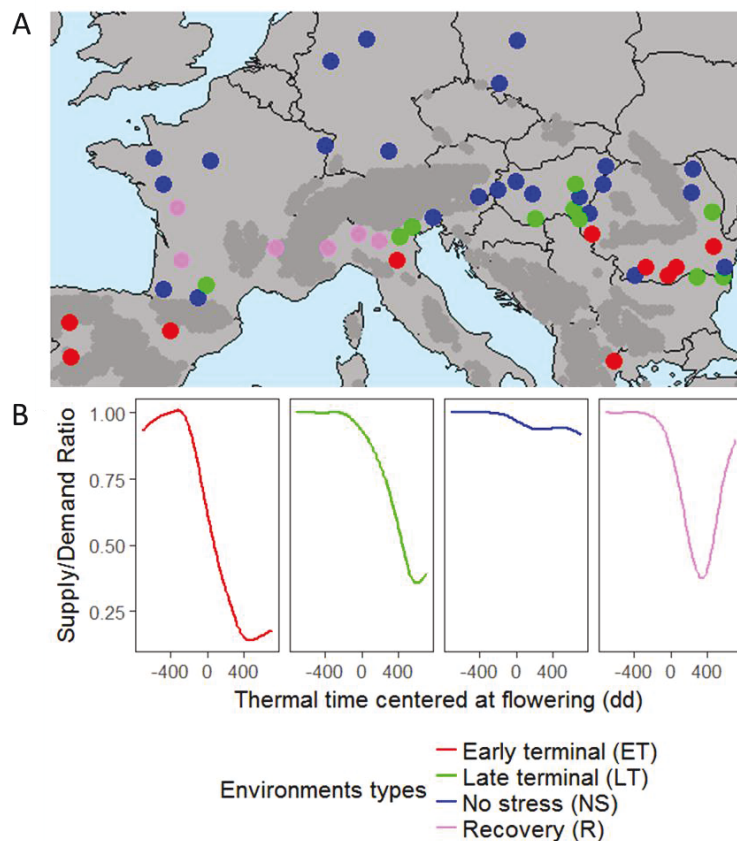 A
B
1.00
0.75
0.50
0.25
Supply/Demand Ratio
-400 0 400 -400 0 400 -400 0 400 -400 0 400
Thermal time centered at flowering (dd)
Environments types
Early terminal (ET)
Late terminal (LT)
No stress (NS)
Recovery (R)